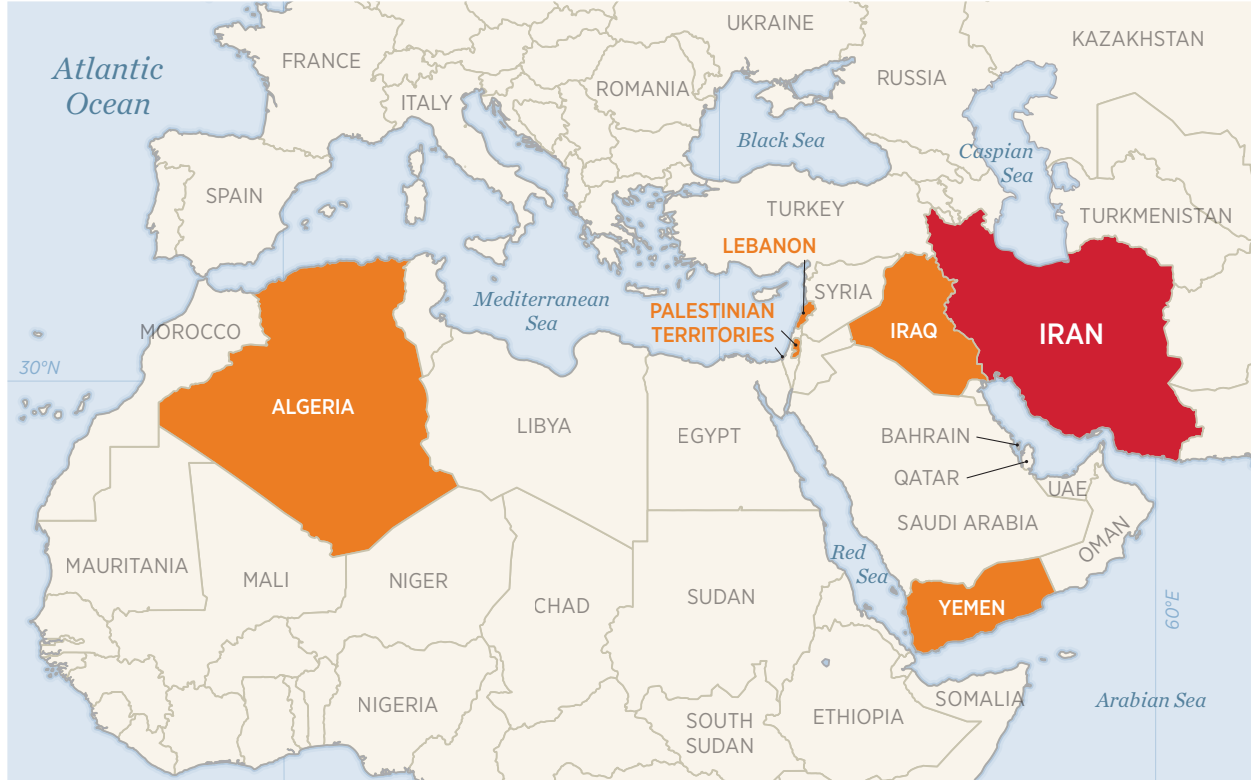 UKRAINE
KAZAKHSTAN
Atlantic
Ocean
FRANCE
RUSSIA
ITALY
ROMANIA
Black Sea
Caspian
Sea
SPAIN
TURKEY
TURKMENISTAN
LEBANON
SYRIA
Mediterranean
Sea
PALESTINIAN
TERRITORIES
MOROCCO
IRAQ
IRAN
30°N
ALGERIA
LIBYA
EGYPT
BAHRAIN
QATAR
UAE
SAUDI ARABIA
OMAN
Red
Sea
MAURITANIA
MALI
NIGER
CHAD
SUDAN
YEMEN
60°E
NIGERIA
SOUTH
SUDAN
ETHIOPIA
SOMALIA
Arabian Sea